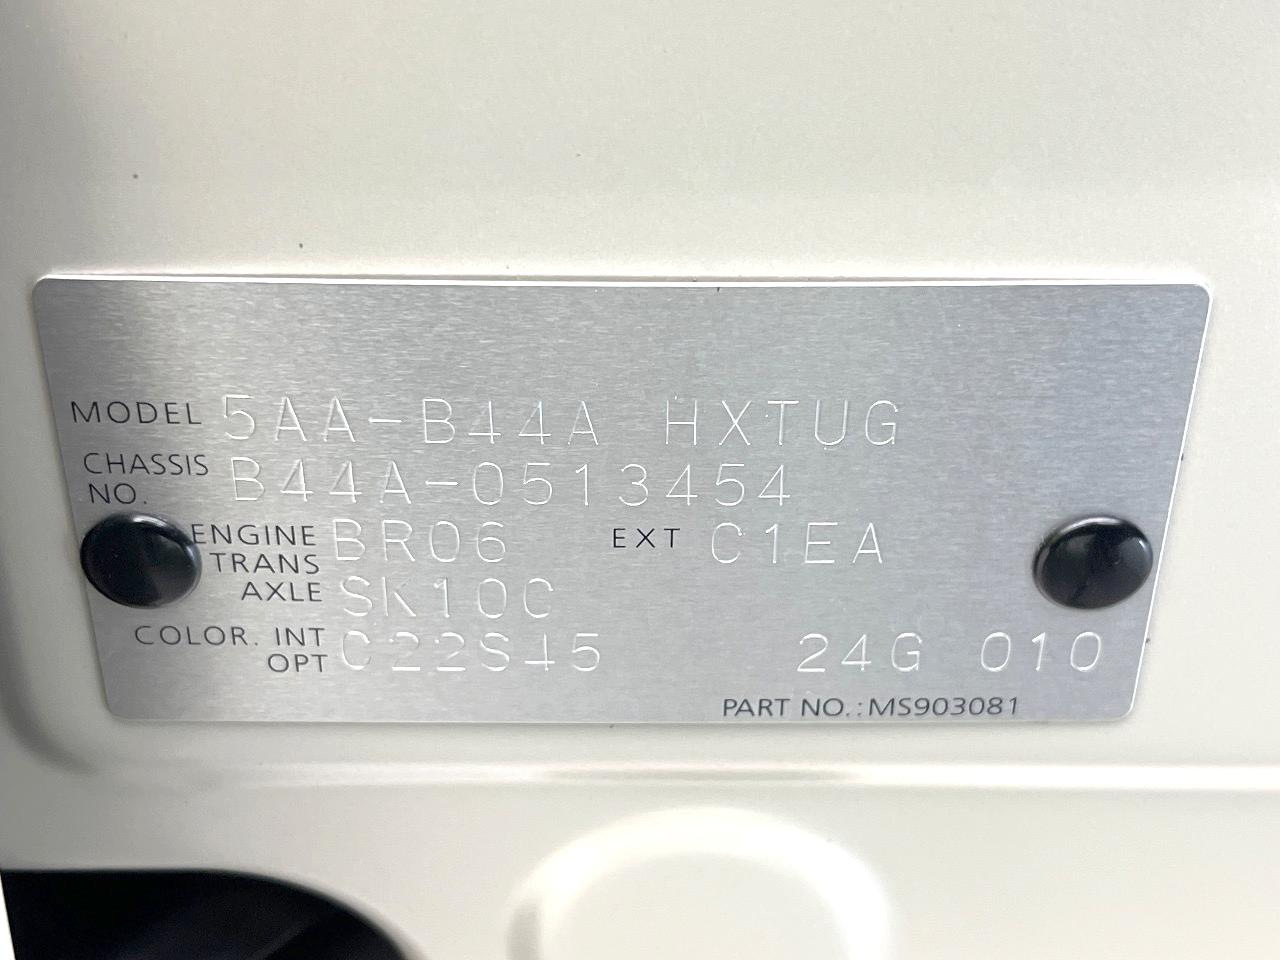 MODEL 5AA-B44A HXTUG
CHASSIS NO. B44A-0513454
ENGINE BR06 EXT C1EA
TRANS AXLE SK10C
COLOR. INT OPT C22S45 24G 010
PART NO.:MS903081